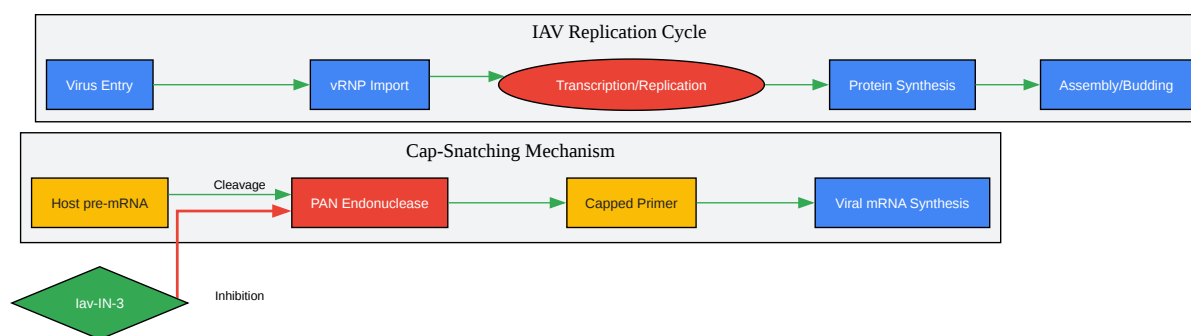 IAV Replication Cycle
Virus Entry
vRNP Import
Transcription/Replication
Protein Synthesis
Assembly/Budding
Cap-Snatching Mechanism
Host pre-mRNA
Cleavage
PAN Endonuclease
Capped Primer
Viral mRNA Synthesis
Iav-IN-3
Inhibition